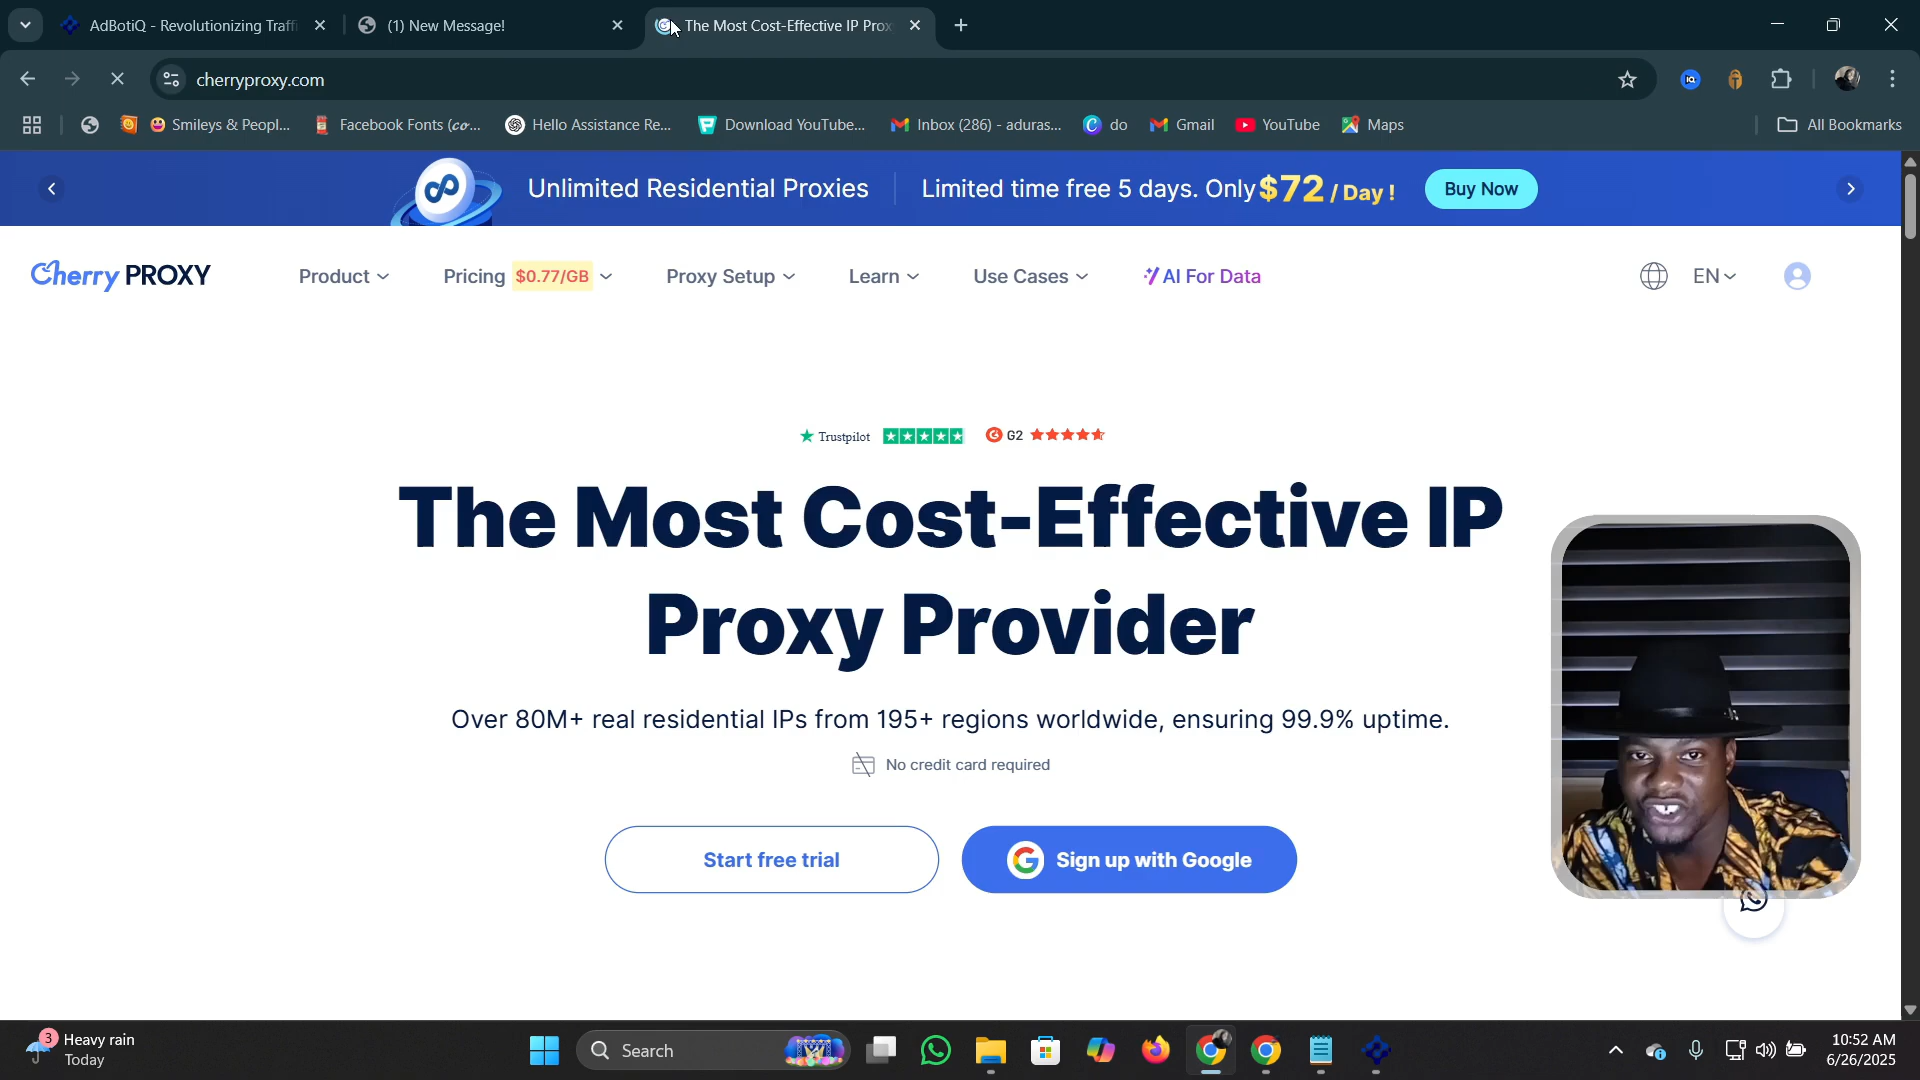 AdBotiQ - Revolutionizing Traffi
(1) New Message!
The Most Cost-Effective IP Prox
cherryproxy.com
Smileys & Peopl...
Facebook Fonts (co...
Hello Assistance Re...
Download YouTube...
Inbox (286) - aduras...
do
Gmail
YouTube
Maps
All Bookmarks
Unlimited Residential Proxies
Limited time free 5 days. Only $72 / Day !
Buy Now
Cherry PROXY
Product
Pricing $0.77/GB
Proxy Setup
Learn
Use Cases
AI For Data
EN
Trustpilot
G2
The Most Cost-Effective IP
Proxy Provider
Over 80M+ real residential IPs from 195+ regions worldwide, ensuring 99.9% uptime.
No credit card required
Start free trial
G Sign up with Google
3
Heavy rain
Today
Search
10:52 AM
6/26/2025